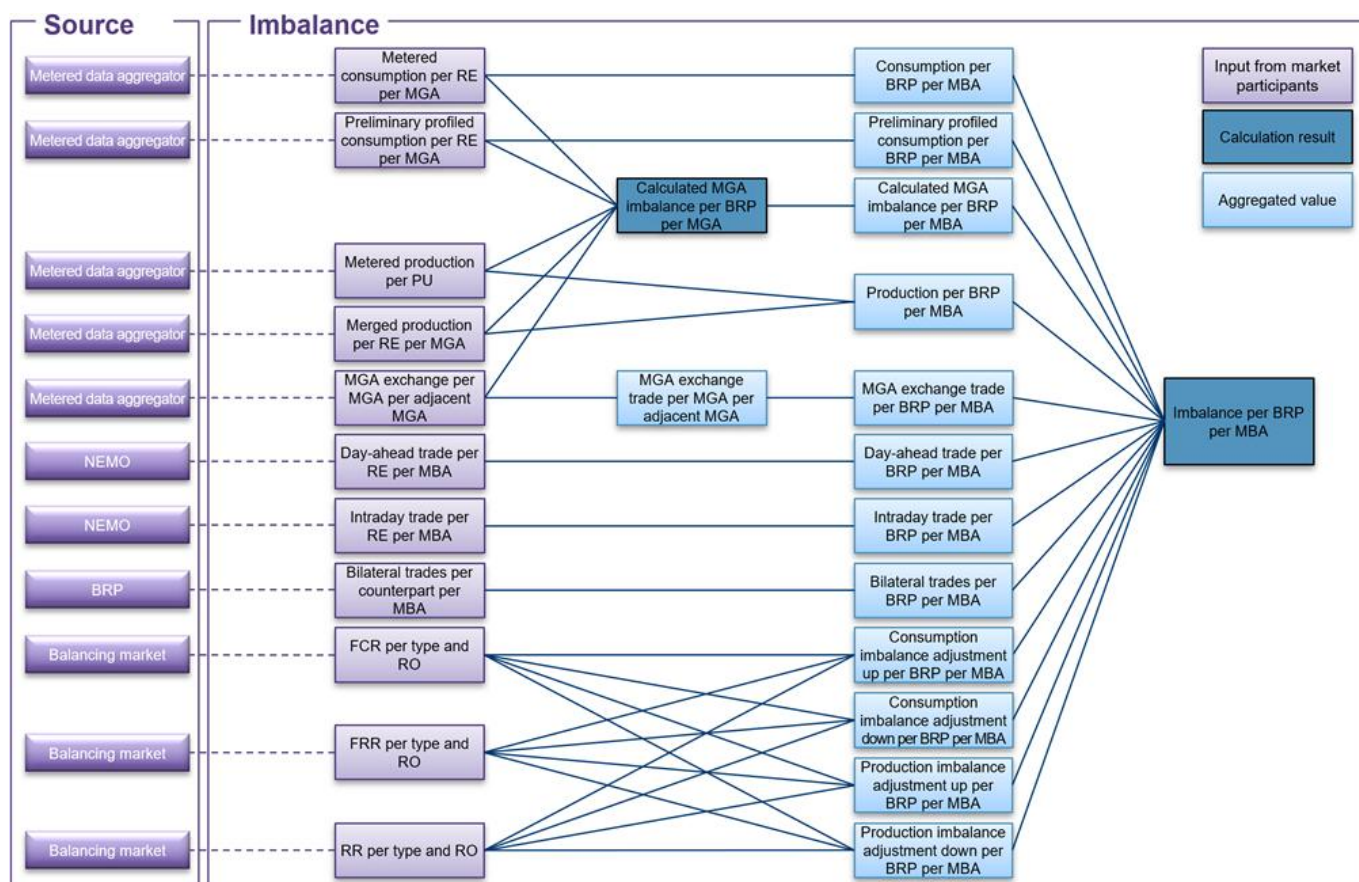 Source
Imbalance
Metered data aggregator
Metered
consumption per RE
per MGA
Consumption per
BRP per MBA
Input from market
participants
Metered data aggregator
Preliminary profiled
consumption per RE
per MGA
Preliminary profiled
consumption per
BRP per MBA
Calculation result
Calculated MGA
imbalance per BRP
per MGA
Calculated MGA
imbalance per BRP
per MBA
Aggregated value
Metered data aggregator
Metered production
per PU
Production per BRP
per MBA
Metered data aggregator
Merged production
per RE per MGA
Metered data aggregator
MGA exchange per
MGA per adjacent
MGA
MGA exchange
trade per MGA per
adjacent MGA
MGA exchange trade
per BRP per MBA
Imbalance per BRP
per MBA
NEMO
Day-ahead trade per
RE per MBA
Day-ahead trade per
BRP per MBA
NEMO
Intraday trade per
RE per MBA
Intraday trade per
BRP per MBA
BRP
Bilateral trades per
counterpart per
MBA
Bilateral trades per
BRP per MBA
Balancing market
FCR per type and
RO
Consumption
imbalance adjustment
up per BRP per MBA
Consumption
imbalance adjustment
down per BRP per MBA
Balancing market
FRR per type and
RO
Production imbalance
adjustment up per
BRP per MBA
Balancing market
RR per type and RO
Production imbalance
adjustment down per
BRP per MBA